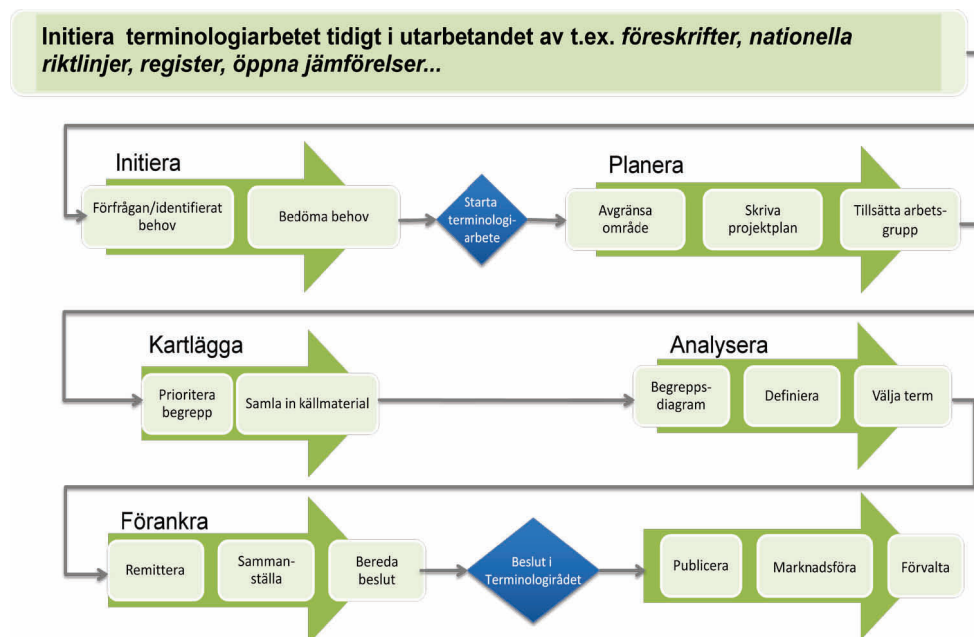 Initiera terminologiarbetet tidigt i utarbetandet av t.ex. föreskrifter, nationella
riktlinjer, register, öppna jämförelser...
Initiera
Förfrågan/identifierat
behov
Bedöma behov
Starta
terminologi-
arbete
Planera
Avgränsa
område
Skriva
projektplan
Tillsätta arbets-
grupp
Kartlägga
Prioritera
begrepp
Samla in källmaterial
Analysera
Begrepps-
diagram
Definiera
Välja term
Förankra
Remittera
Samman-
ställa
Bereda
beslut
Beslut i
Terminologirådet
Publicera
Marknadsföra
Förvalta